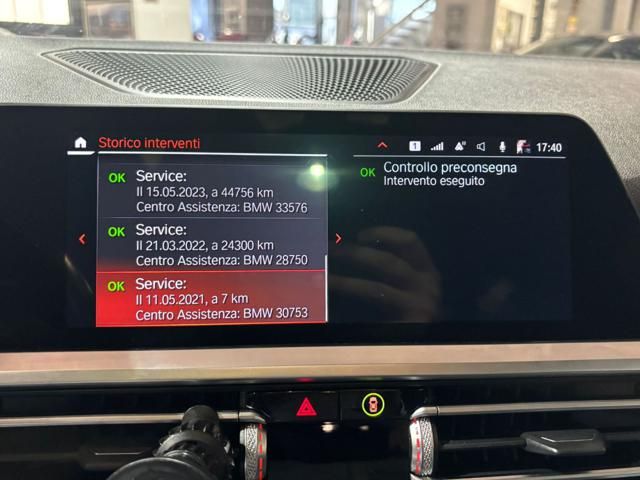 Storico interventi
1
17:40
OK Service:
Il 15.05.2023, a 44756 km
Centro Assistenza: BMW 33576
OK Service:
Il 21.03.2022, a 24300 km
Centro Assistenza: BMW 28750
OK Service:
Il 11.05.2021, a 7 km
Centro Assistenza: BMW 30753
OK Controllo preconsegna
Intervento eseguito